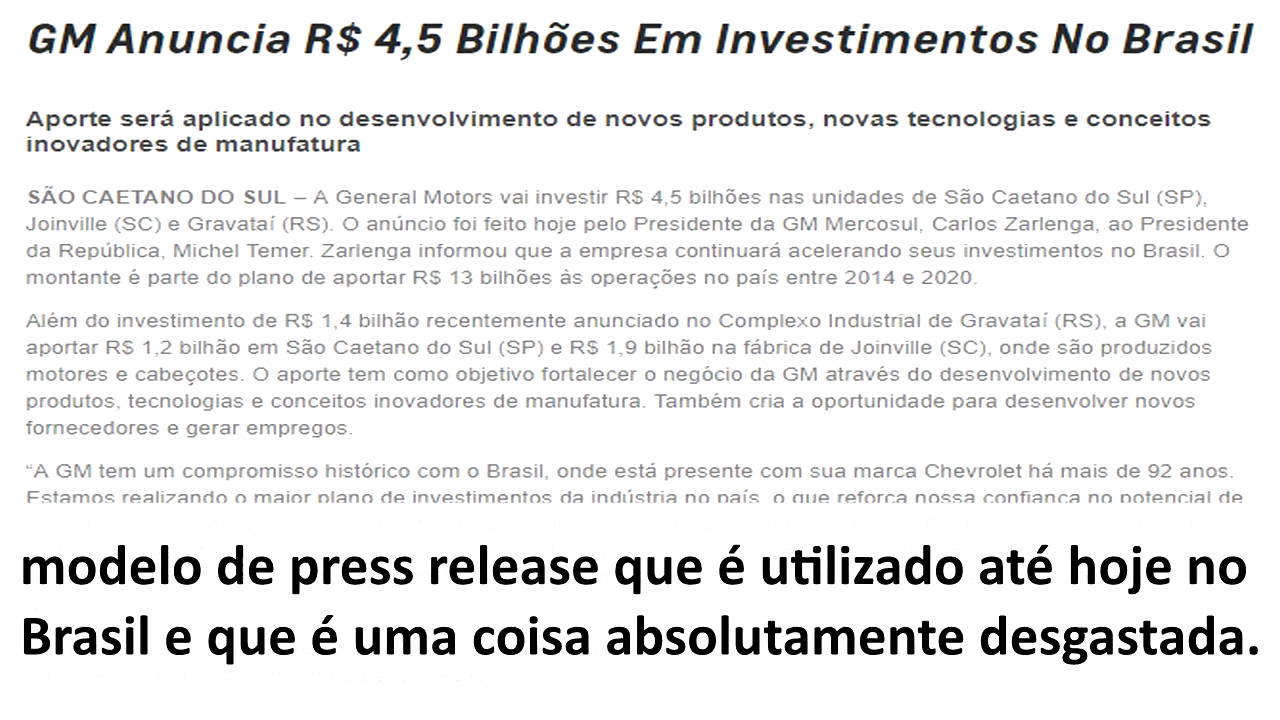 GM Anuncia R$ 4,5 Bilhões Em Investimentos No Brasil
Aporte será aplicado no desenvolvimento de novos produtos, novas tecnologias e conceitos
inovadores de manufatura
SÃO CAETANO DO SUL – A General Motors vai investir R$ 4,5 bilhões nas unidades de São Caetano do Sul (SP),
Joinville (SC) e Gravataí (RS). O anúncio foi feito hoje pelo Presidente da GM Mercosul, Carlos Zarlenga, ao Presidente
da República, Michel Temer. Zarlenga informou que a empresa continuará acelerando seus investimentos no Brasil. O
montante é parte do plano de aportar R$ 13 bilhões às operações no país entre 2014 e 2020.
Além do investimento de R$ 1,4 bilhão recentemente anunciado no Complexo Industrial de Gravataí (RS), a GM vai
aportar R$ 1,2 bilhão em São Caetano do Sul (SP) e R$ 1,9 bilhão na fábrica de Joinville (SC), onde são produzidos
motores e cabeçotes. O aporte tem como objetivo fortalecer o negócio da GM através do desenvolvimento de novos
produtos, tecnologias e conceitos inovadores de manufatura. Também cria a oportunidade para desenvolver novos
fornecedores e gerar empregos.
“A GM tem um compromisso histórico com o Brasil, onde está presente com sua marca Chevrolet há mais de 92 anos.
Estamos realizando o maior plano de investimentos da indústria no país, o que reforça nossa confiança no potencial de
modelo de press release que é utilizado até hoje no
Brasil e que é uma coisa absolutamente desgastada.